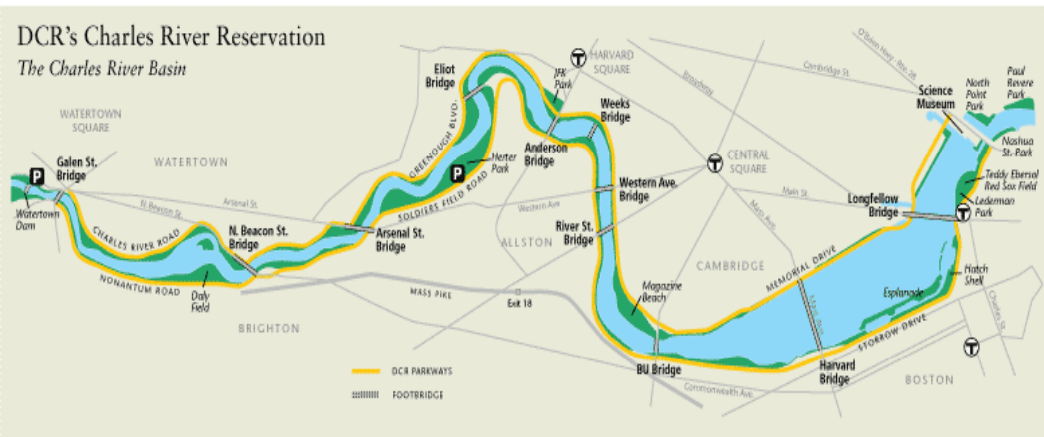 DCR's Charles River Reservation
The Charles River Basin
WATERTOWN
SQUARE
P
Galen St.
Bridge
WATERTOWN
Watertown
Dam
N. Beacon St.
Arsenal St.
CHARLES RIVER ROAD
NONANTUM ROAD
Daly
Field
N. Beacon St.
Bridge
BRIGHTON
Arsenal St.
Bridge
GREENOUGH BLVD.
Eliot
Bridge
P
Herter
Park
SOLDIERS FIELD ROAD
T
HARVARD
SQUARE
JFK
Park
Anderson
Bridge
Weeks
Bridge
Western Ave.
Western Ave.
Bridge
River St.
Bridge
ALLSTON
MASS PIKE
Exit 18
Magazine
Beach
BU Bridge
Commonwealth Ave.
CAMBRIDGE
T
CENTRAL
SQUARE
Broadway
Cambridge St.
O'Brien Hwy - Rte. 28
Main St.
Mass Ave.
MEMORIAL DRIVE
Mass Ave.
Harvard
Bridge
STORROW DRIVE
Esplanade
Hatch
Shell
Charles St.
T
BOSTON
Longfellow
Bridge
T
Lederman
Park
Teddy Ebersol
Red Sox Field
Nashua
St. Park
Science
Museum
North
Point
Park
Paul
Revere
Park
DCR PARKWAYS
FOOTBRIDGE